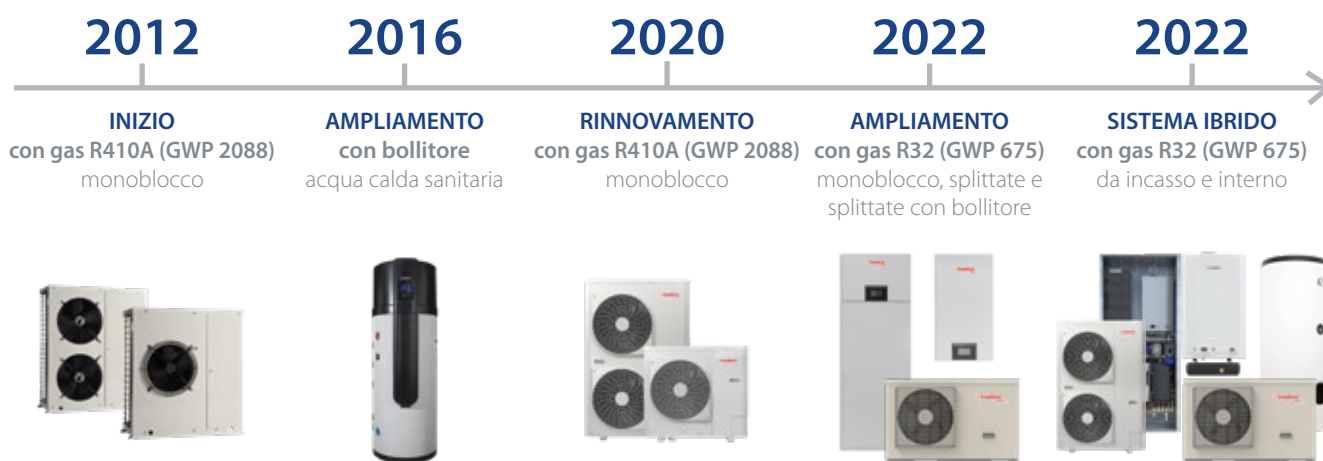 2012
INIZIO
con gas R410A (GWP 2088)
monoblocco
2016
AMPLIAMENTO
con bollitore
acqua calda sanitaria
2020
RINNOVAMENTO
con gas R410A (GWP 2088)
monoblocco
2022
AMPLIAMENTO
con gas R32 (GWP 675)
monoblocco, splittate e
splittate con bollitore
2022
SISTEMA IBRIDO
con gas R32 (GWP 675)
da incasso e interno